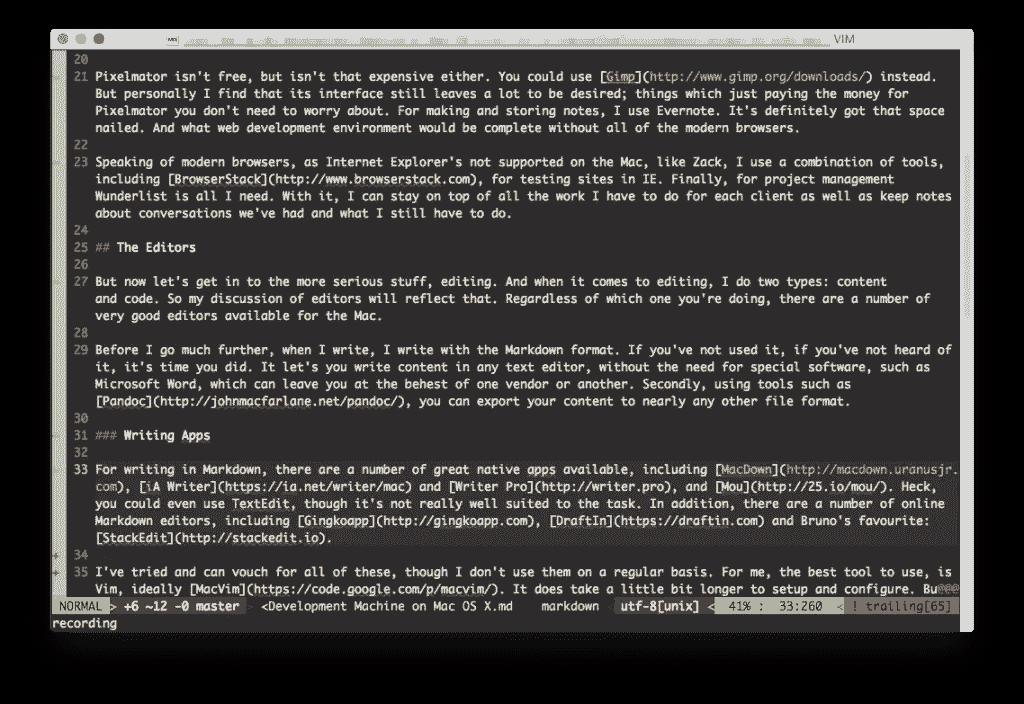 VIM
20
21 Pixelmator isn't free, but isn't that expensive either. You could use [Gimp](http://www.gimp.org/downloads/) instead.
But personally I find that its interface still leaves a lot to be desired; things which just paying the money for
Pixelmator you don't need to worry about. For making and storing notes, I use Evernote. It's definitely got that space
nailed. And what web development environment would be complete without all of the modern browsers.
22
23 Speaking of modern browsers, as Internet Explorer's not supported on the Mac, like Zack, I use a combination of tools,
including [BrowserStack](http://www.browserstack.com), for testing sites in IE. Finally, for project management
Wunderlist is all I need. With it, I can stay on top of all the work I have to do for each client as well as keep notes
about conversations we've had and what I still have to do.
24
25 ## The Editors
26
27 But now let's get in to the more serious stuff, editing. And when it comes to editing, I do two types: content
and code. So my discussion of editors will reflect that. Regardless of which one you're doing, there are a number of
very good editors available for the Mac.
28
29 Before I go much further, when I write, I write with the Markdown format. If you've not used it, if you've not heard of
it, it's time you did. It let's you write content in any text editor, without the need for special software, such as
Microsoft Word, which can leave you at the behest of one vendor or another. Secondly, using tools such as
[Pandoc](http://johnmacfarlane.net/pandoc/), you can export your content to nearly any other file format.
30
31 ### Writing Apps
32
33 For writing in Markdown, there are a number of great native apps available, including [MacDown](http://macdown.uranusjr.
com), [iA Writer](https://ia.net/writer/mac) and [Writer Pro](http://writer.pro), and [Mou](http://25.io/mou/). Heck,
you could even use TextEdit, though it's not really well suited to the task. In addition, there are a number of online
Markdown editors, including [Gingkoapp](http://gingkoapp.com), [DraftIn](https://draftin.com) and Bruno's favourite:
[StackEdit](http://stackedit.io).
+ 34
+ 35 I've tried and can vouch for all of these, though I don't use them on a regular basis. For me, the best tool to use, is
Vim, ideally [MacVim](https://code.google.com/p/macvim/). It does take a little bit longer to setup and configure. Bu@@@
NORMAL > +6 ~12 -0 master <Development Machine on Mac OS X.md markdown utf-8[unix] < 41% : 33:260 < ! trailing[65]
recording